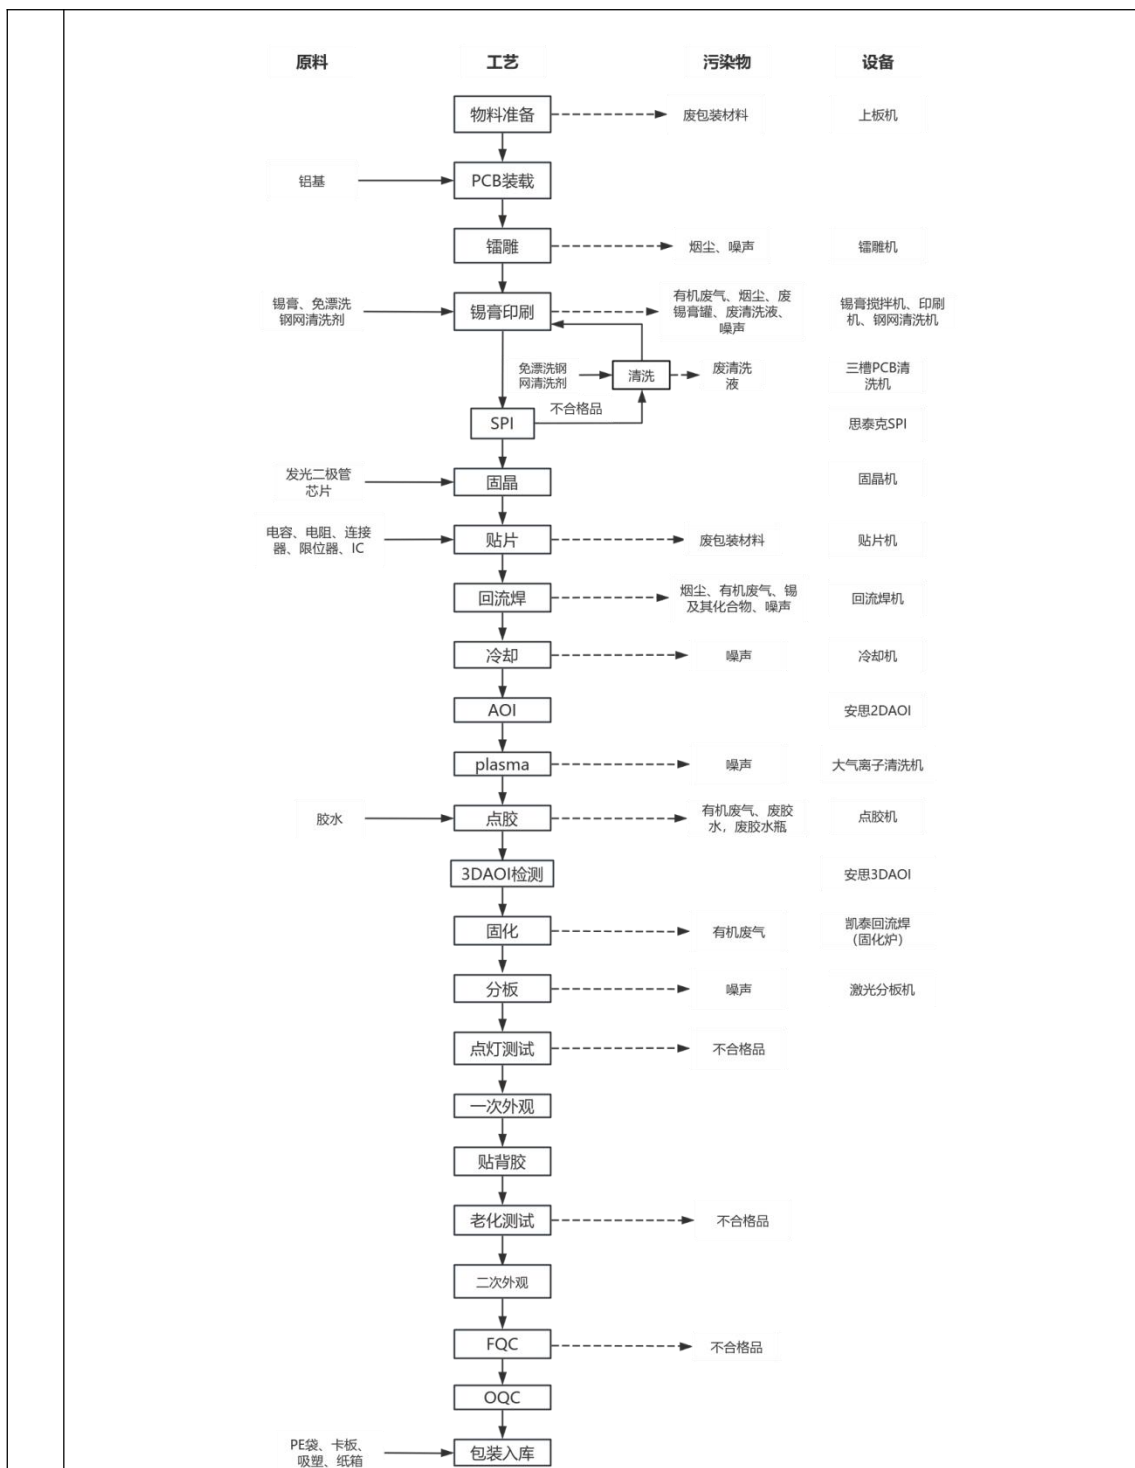 原料
工艺
污染物
设备
物料准备
废包装材料
上板机
铝基
PCB装载
镭雕
烟尘、噪声
镭雕机
锡膏、免漂洗
钢网清洗剂
锡膏印刷
有机废气、烟尘、废
锡膏罐、废清洗液、
噪声
锡膏搅拌机、印刷
机、钢网清洗机
免漂洗钢
网清洗剂
清洗
废清洗
液
三槽PCB清
洗机
不合格品
SPI
思泰克SPI
发光二极管
芯片
固晶
固晶机
电容、电阻、连接
器、限位器、IC
贴片
废包装材料
贴片机
回流焊
烟尘、有机废气、锡
及其化合物、噪声
回流焊机
冷却
噪声
冷却机
AOI
安思2DAOI
plasma
噪声
大气离子清洗机
胶水
点胶
有机废气、废胶
水，废胶水瓶
点胶机
3DAOI检测
安思3DAOI
固化
有机废气
凯泰回流焊
（固化炉）
分板
噪声
激光分板机
点灯测试
不合格品
一次外观
贴背胶
老化测试
不合格品
二次外观
FQC
不合格品
OQC
PE袋、卡板、
吸塑、纸箱
包装入库